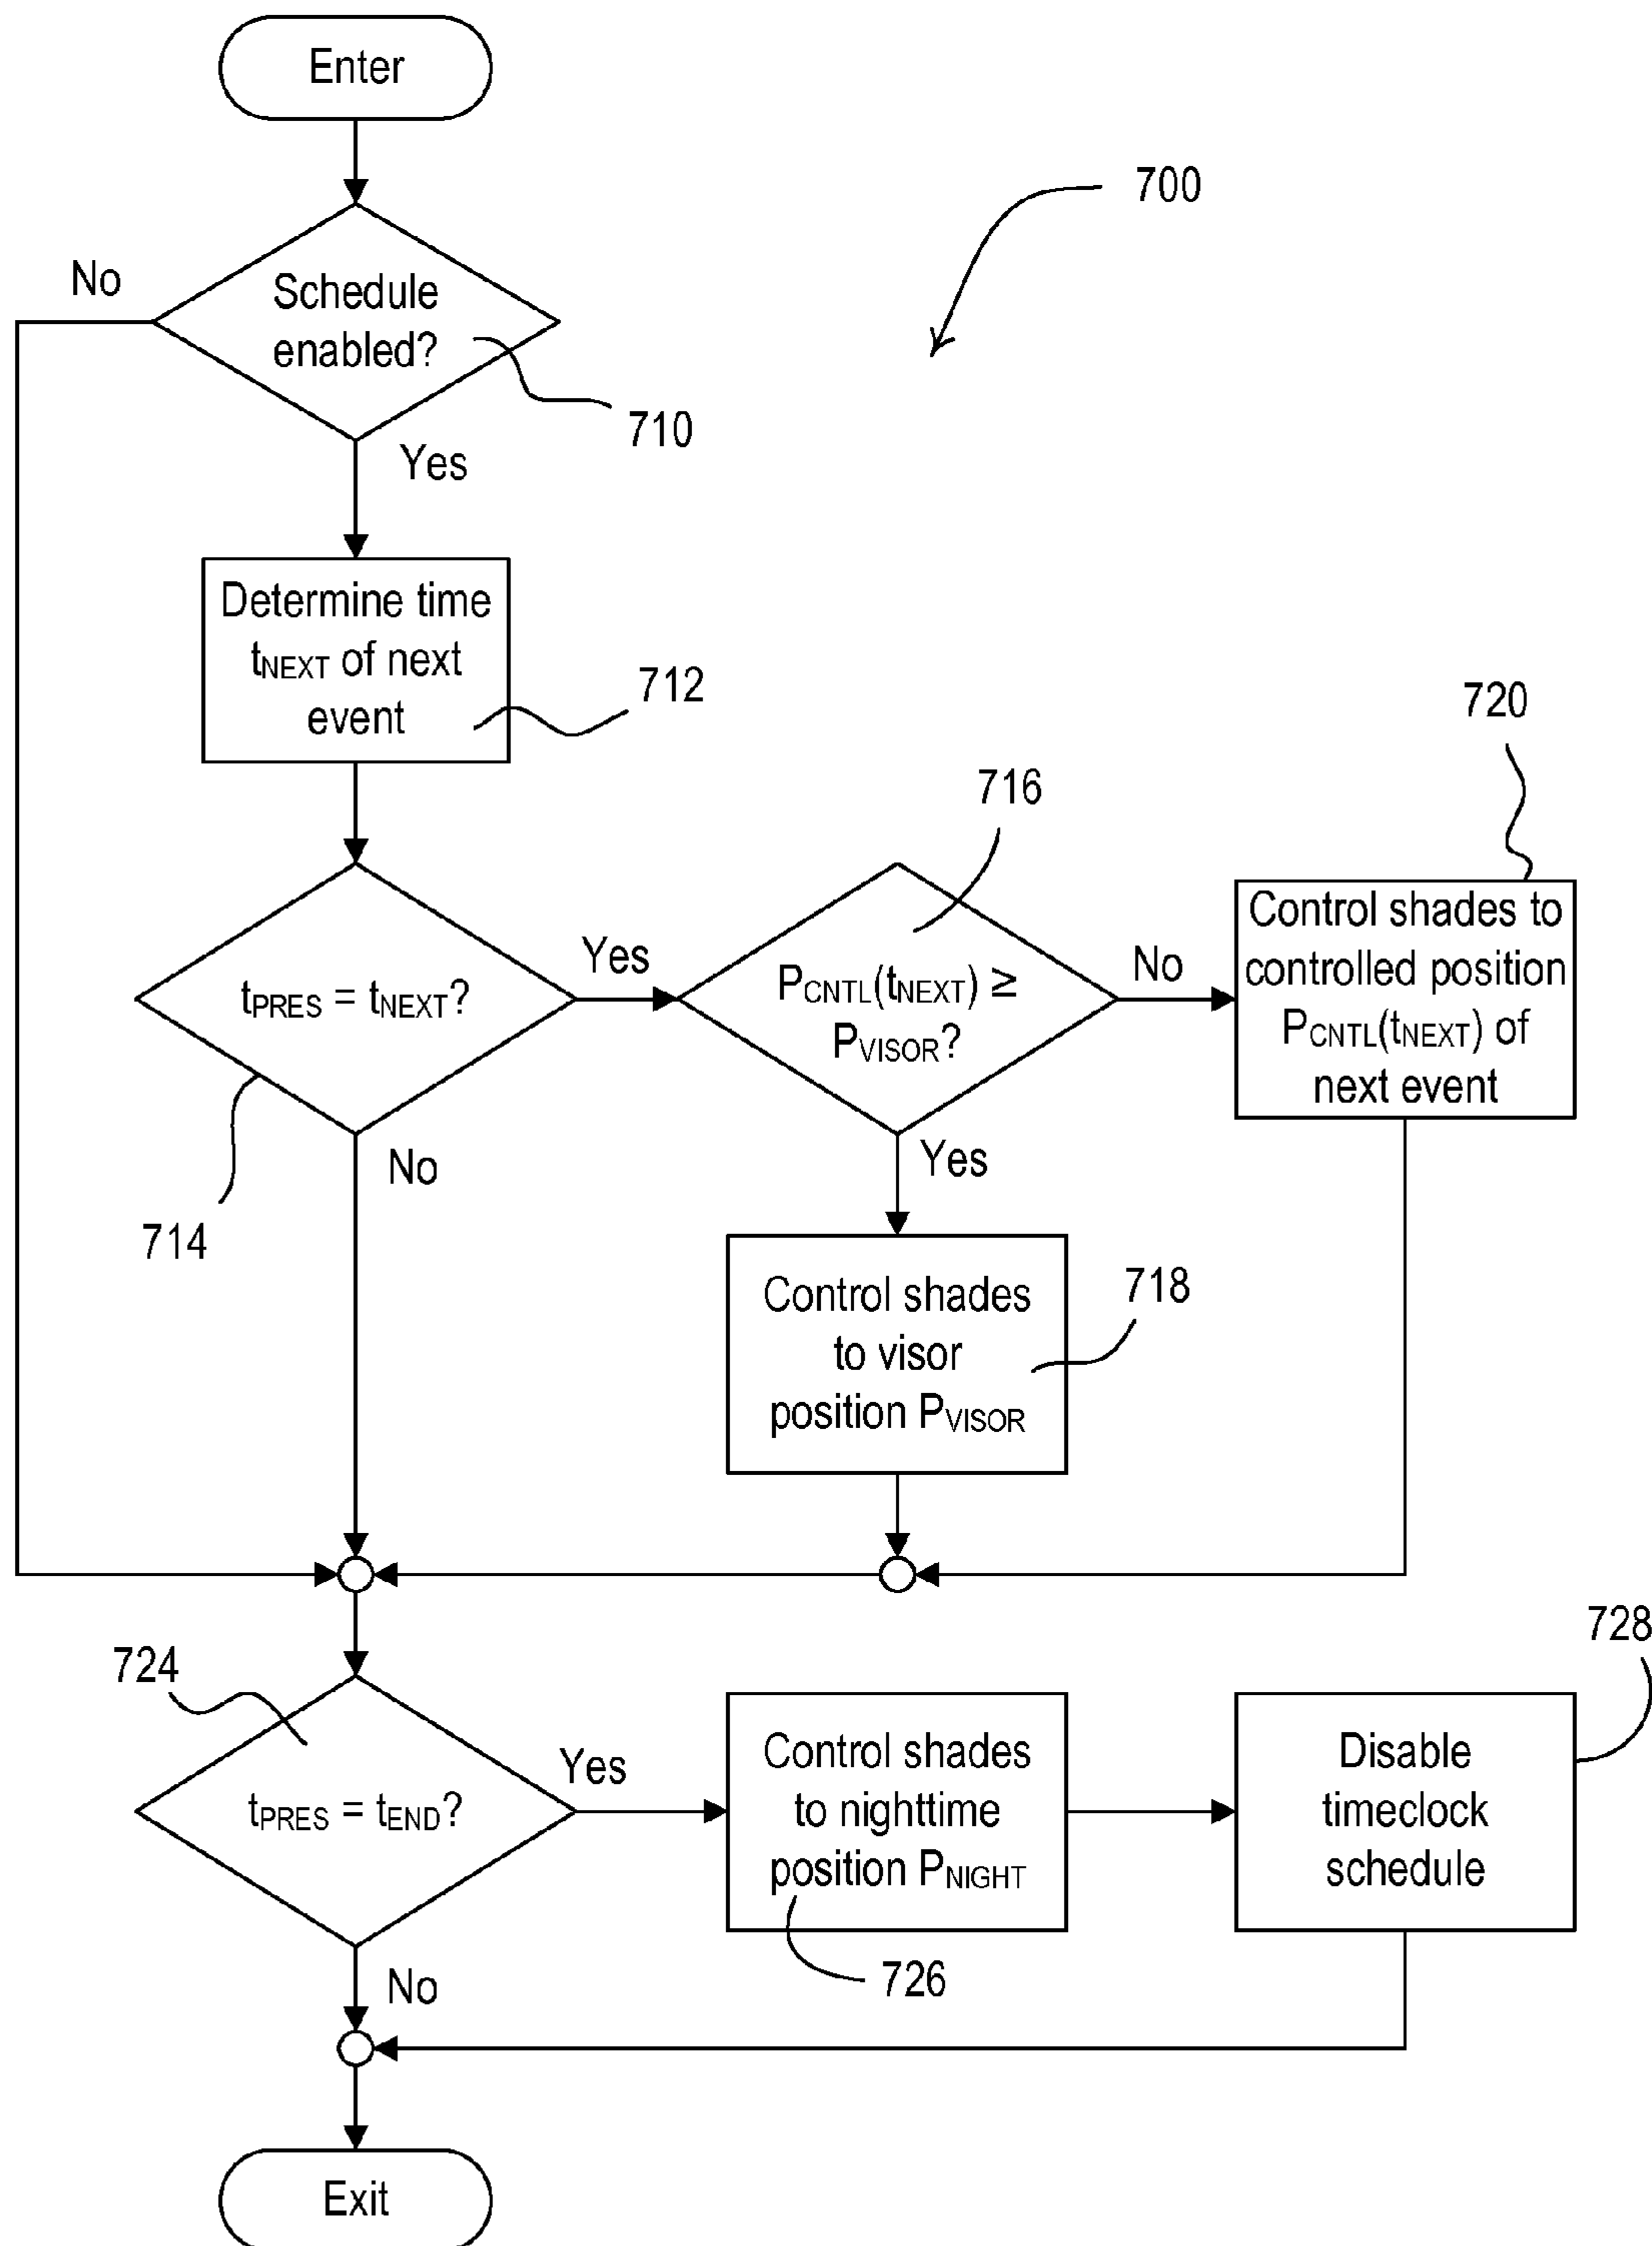 Enter
700
No
Schedule
enabled?
710
Yes
Determine time
tNEXT of next
event
712
720
716
tPRES = tNEXT?
Yes
PCNTL(tNEXT) ≥
PVISOR?
No
Control shades to
controlled position
PCNTL(tNEXT) of
next event
714
No
Yes
Control shades
to visor
position PVISOR
718
724
tPRES = tEND?
Yes
Control shades
to nighttime
position PNIGHT
726
728
Disable
timeclock
schedule
No
Exit